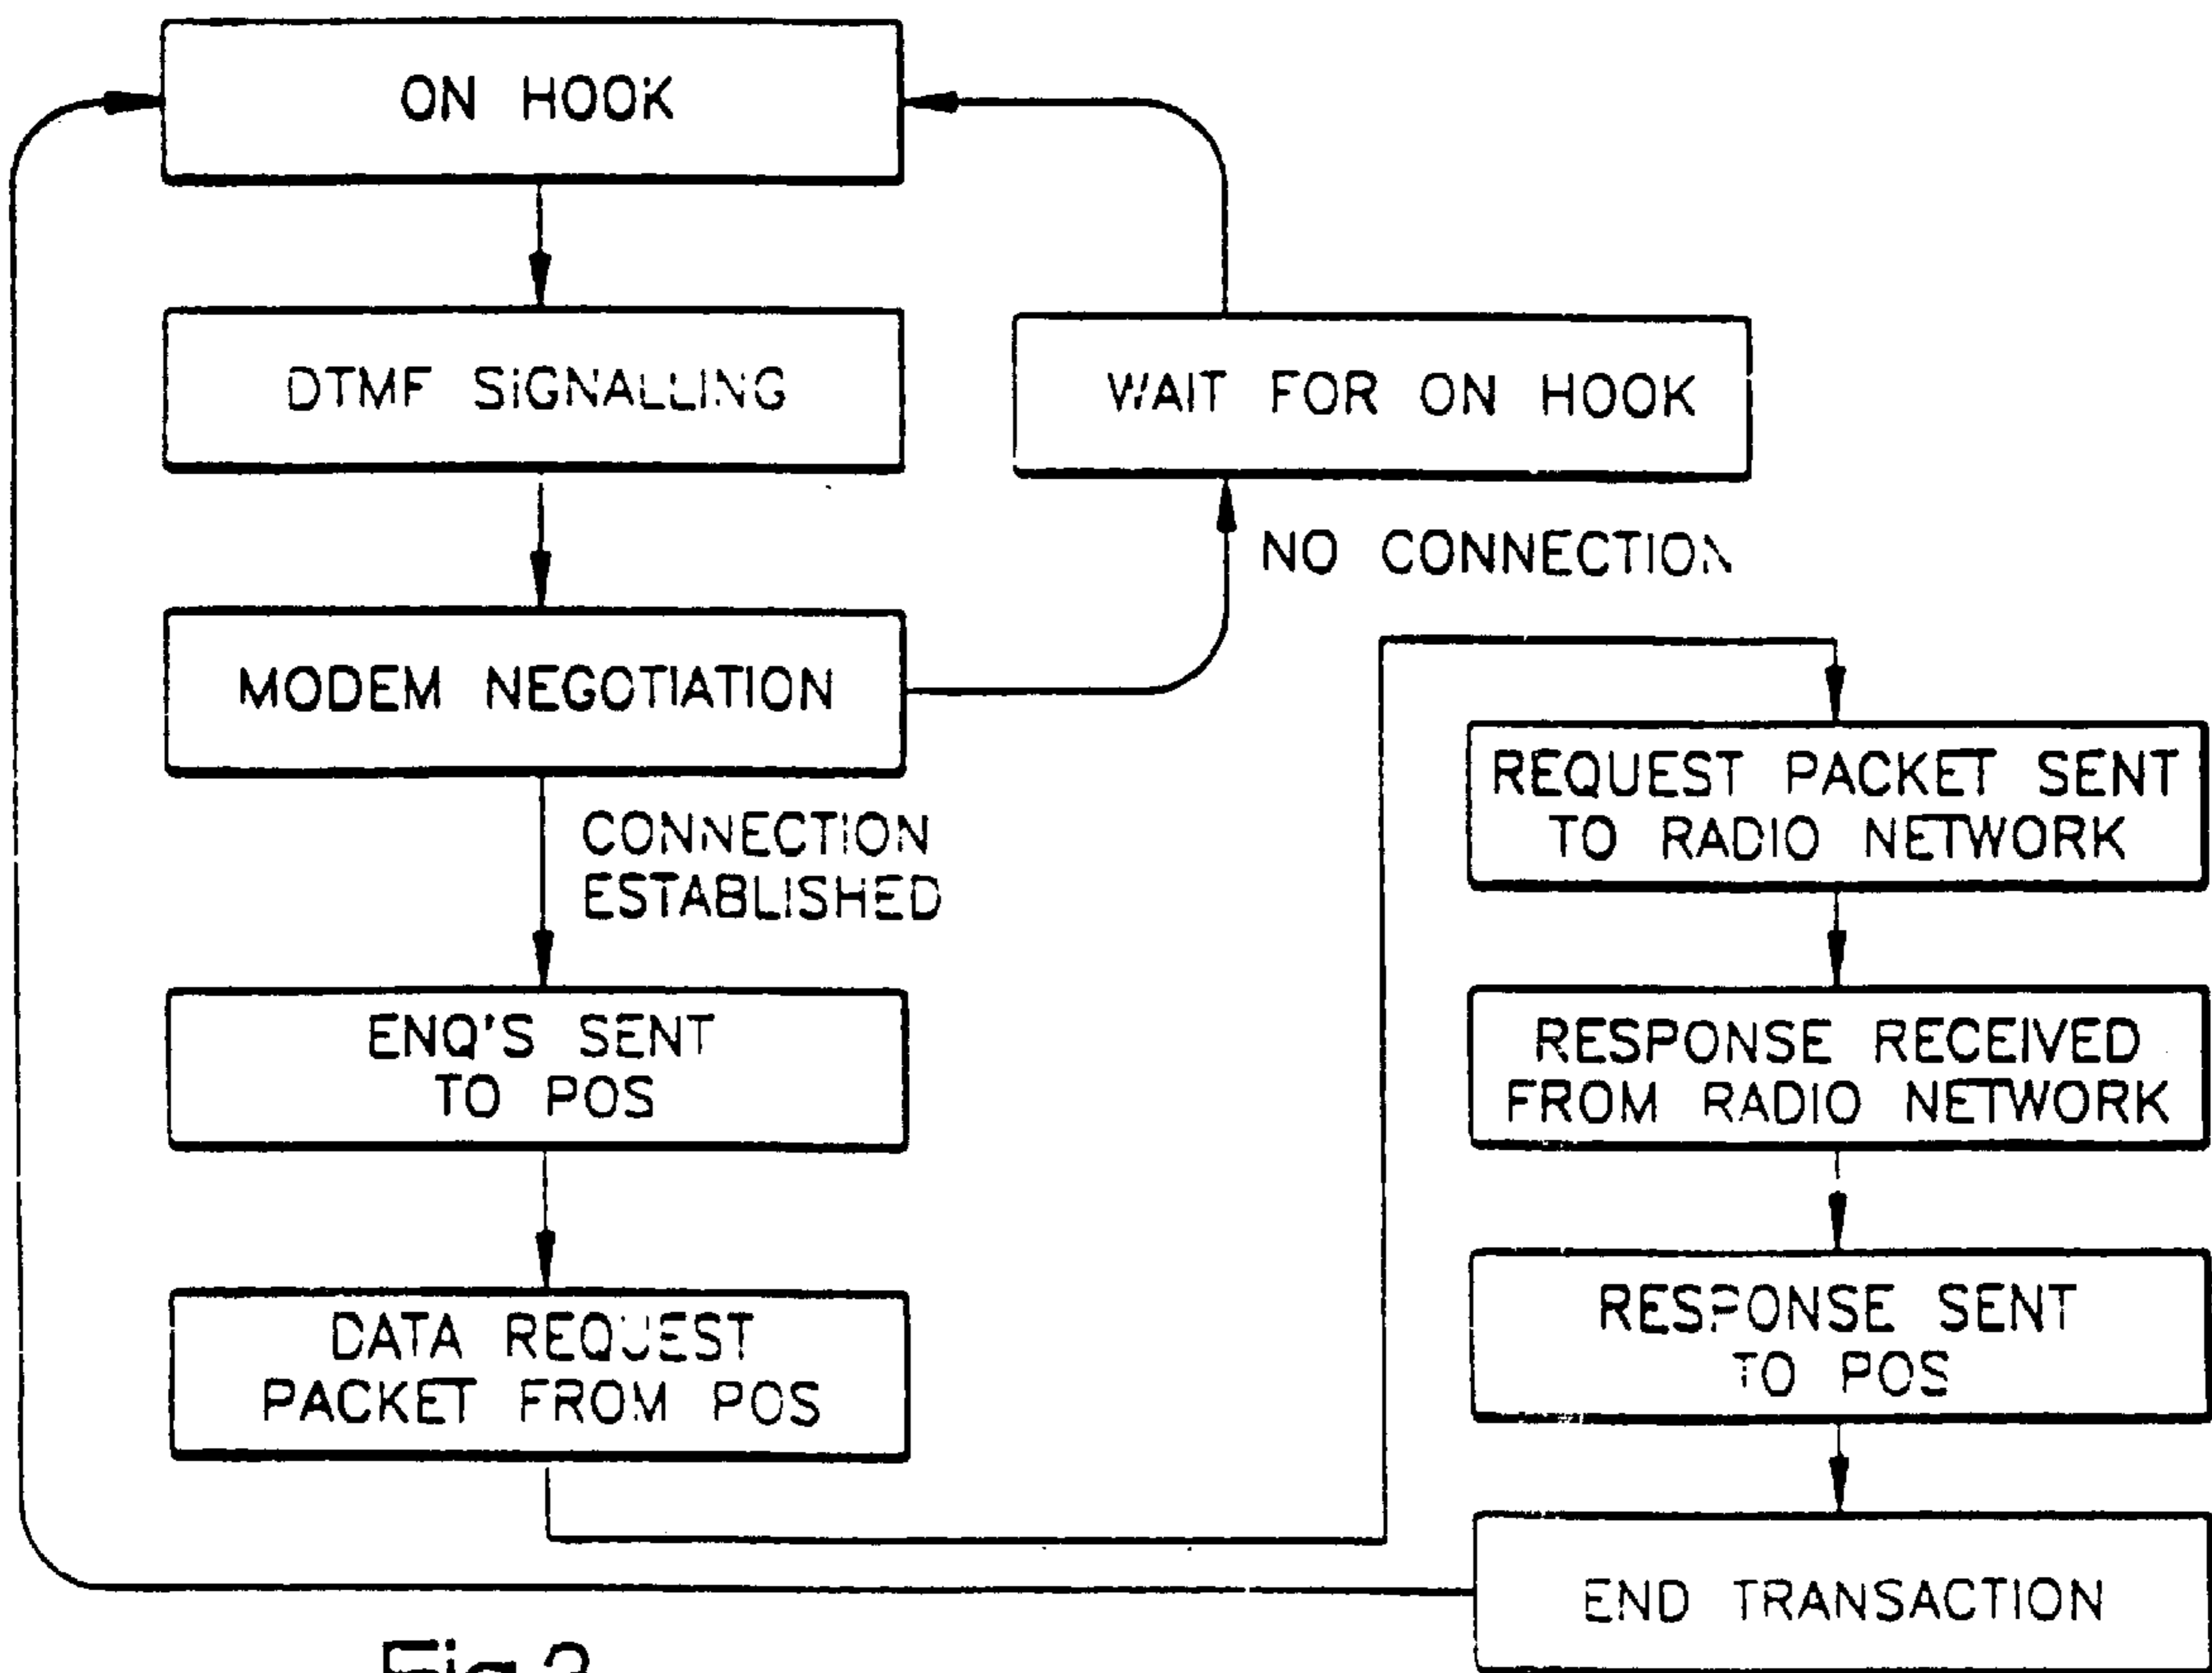 ON HOOK
DTMF SIGNALLING
WAIT FOR ON HOOK
NO CONNECTION
MODEM NEGOTIATION
CONNECTION
ESTABLISHED
ENQ'S SENT
TO POS
DATA REQUEST
PACKET FROM POS
REQUEST PACKET SENT
TO RADIO NETWORK
RESPONSE RECEIVED
FROM RADIO NETWORK
RESPONSE SENT
TO POS
END TRANSACTION